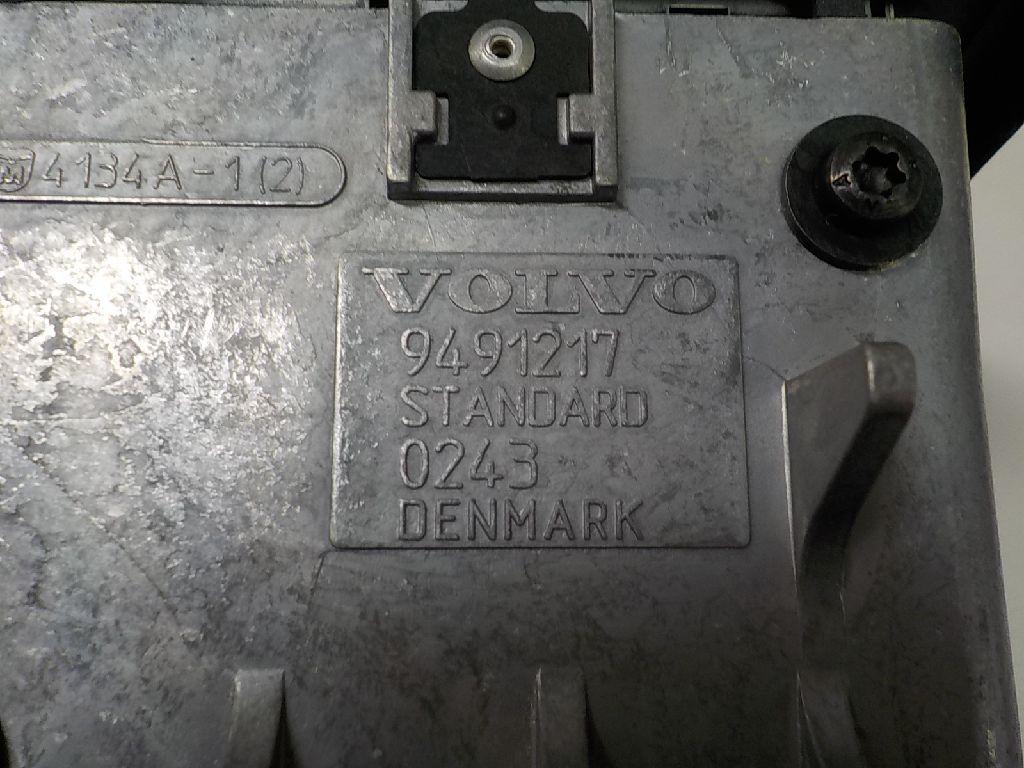 4134A-1(2)
VOLVO
9491217
STANDARD
0243
DENMARK